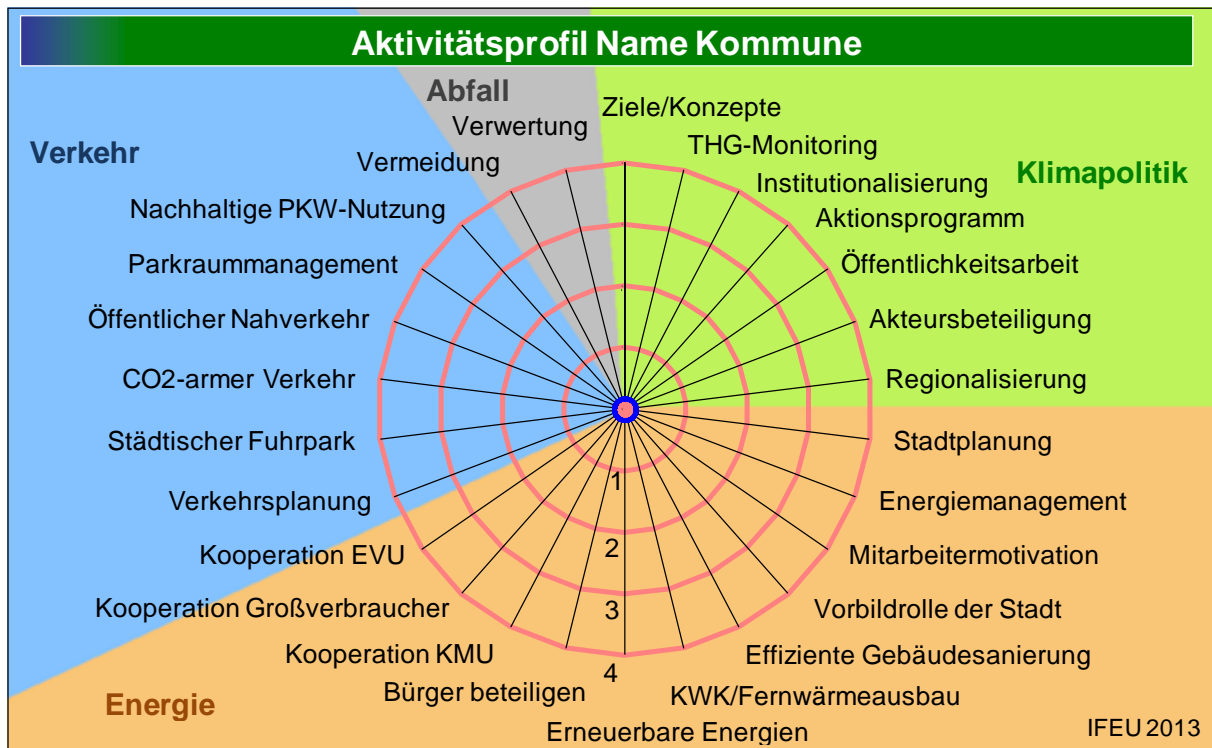 Aktivitätsprofil Name Kommune
Abfall
Verkehr
Klimapolitik
Energie
Ziele/Konzepte
THG-Monitoring
Institutionalisierung
Aktionsprogramm
Öffentlichkeitsarbeit
Akteursbeteiligung
Regionalisierung
Stadtplanung
Energiemanagement
Mitarbeitermotivation
Vorbildrolle der Stadt
Effiziente Gebäudesanierung
KWK/Fernwärmeausbau
Erneuerbare Energien
Bürger beteiligen
Kooperation KMU
Kooperation Großverbraucher
Kooperation EVU
Verkehrsplanung
Städtischer Fuhrpark
CO2-armer Verkehr
Öffentlicher Nahverkehr
Parkraummanagement
Nachhaltige PKW-Nutzung
Vermeidung
Verwertung
1
2
3
4
IFEU 2013